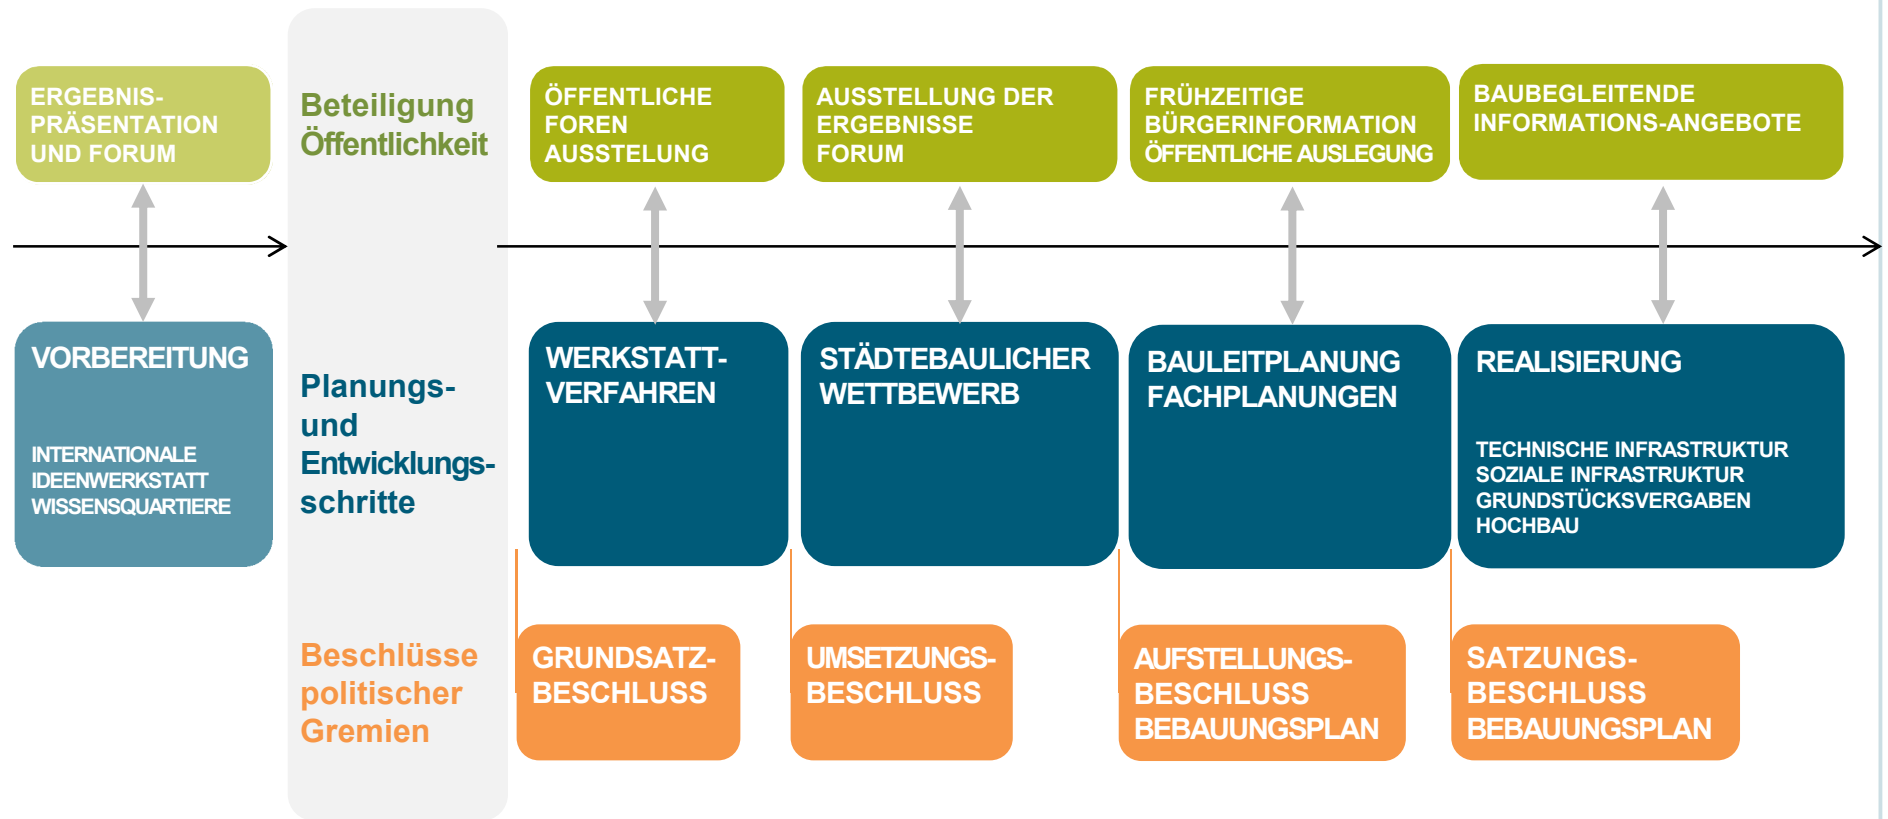 ERGEBNIS-
PRÄSENTATION
UND FORUM
Beteiligung
Öffentlichkeit
ÖFFENTLICHE
FOREN
AUSSTELUNG
AUSSTELLUNG DER
ERGEBNISSE
FORUM
FRÜHZEITIGE
BÜRGERINFORMATION
ÖFFENTLICHE AUSLEGUNG
BAUBEGLEITENDE
INFORMATIONS-ANGEBOTE
VORBEREITUNG
INTERNATIONALE
IDEENWERKSTATT
WISSENSQUARTIERE
Planungs-
und
Entwicklungs-
schritte
WERKSTATT-
VERFAHREN
STÄDTEBAULICHER
WETTBEWERB
BAULEITPLANUNG
FACHPLANUNGEN
REALISIERUNG
TECHNISCHE INFRASTRUKTUR
SOZIALE INFRASTRUKTUR
GRUNDSTÜCKSVERGABEN
HOCHBAU
Beschlüsse
politischer
Gremien
GRUNDSATZ-
BESCHLUSS
UMSETZUNGS-
BESCHLUSS
AUFSTELLUNGS-
BESCHLUSS
BEBAUUNGSPLAN
SATZUNGS-
BESCHLUSS
BEBAUUNGSPLAN